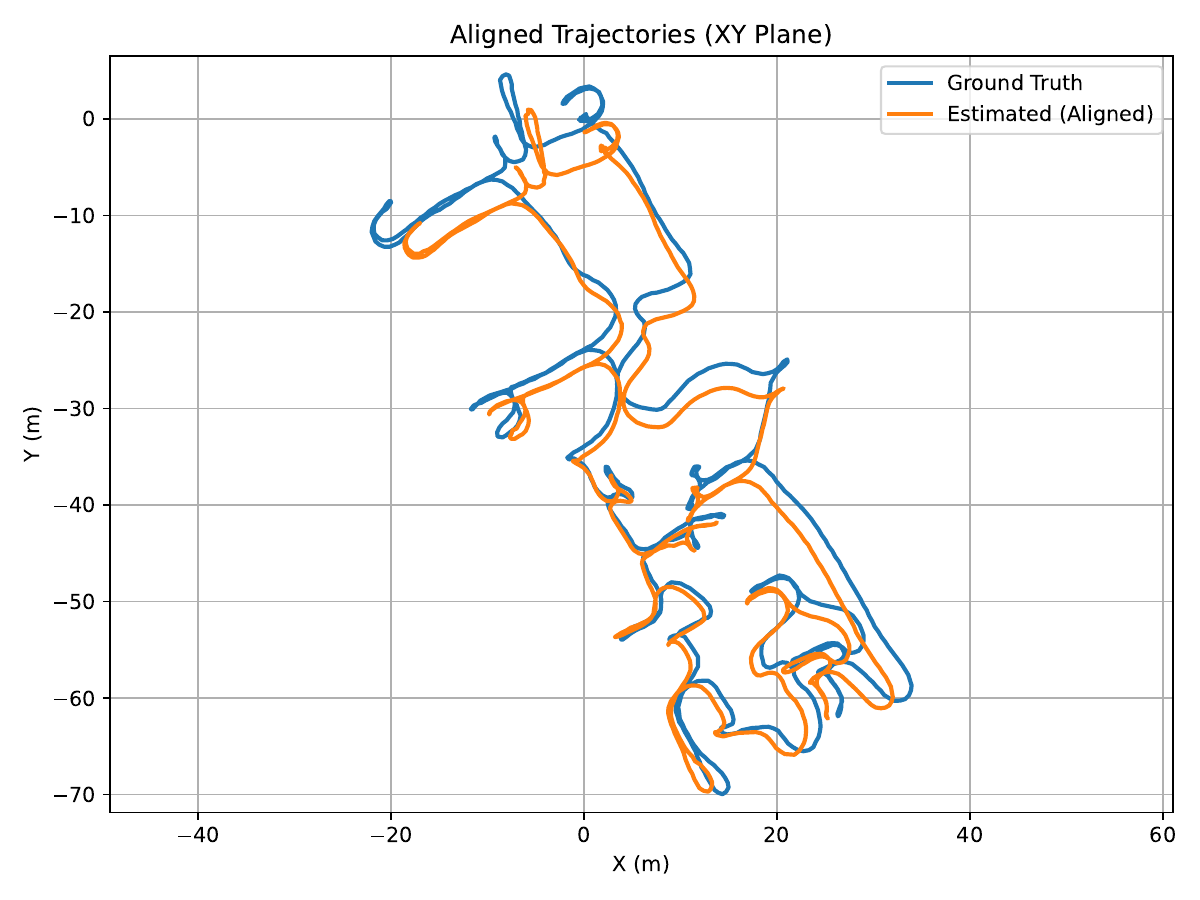 Aligned Trajectories (XY Plane)
Ground Truth
Estimated (Aligned)
0
−10
−20
−30
−40
−50
−60
−70
Y (m)
−40
−20
0
20
40
60
X (m)